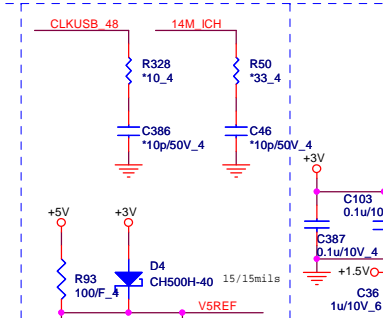 CLKUSB_48
14M_ICH
R328
*10_4
R50
*33_4
C386
*10p/50V_4
C46
*10p/50V_4
+3V
C103
0.1u/10
C387
0.1u/10V_4
+5V
+3V
D4
CH500H-40
15/15mils
+1.5V
R93
100/F_4
C36
1u/10V_6
V5REF